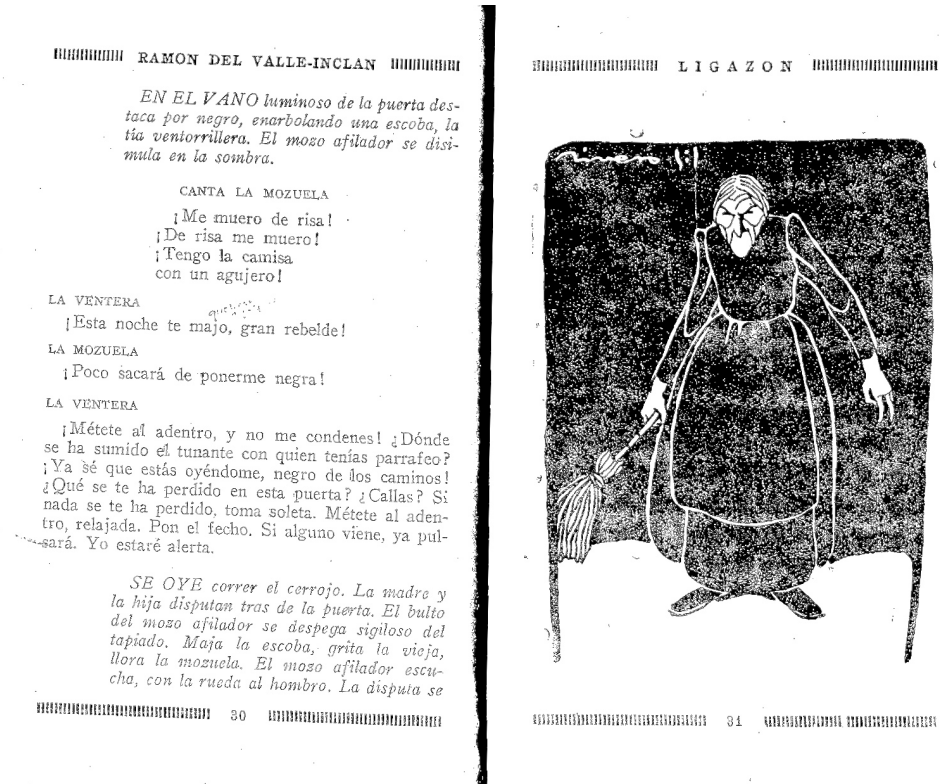 RAMON DEL VALLE-INCLAN
EN EL VANO luminoso de la puerta des-
taca por negro, enarbolando una escoba, la
tía ventorrillera. El mozo afilador se disi-
mula en la sombra.
CANTA LA MOZUELA
¡Me muero de risa!
¡De risa me muero!
¡Tengo la camisa
con un agujero!
LA VENTERA
¡Esta noche te majo, gran rebelde!
LA MOZUELA
¡Poco sacará de ponerme negra!
LA VENTERA
¡Métete al adentro, y no me condenes! ¿Dónde
se ha sumido el tunante con quien tenías parrafeo?
¡Ya sé que estás oyéndome, negro de los caminos!
¿Qué se te ha perdido en esta puerta? ¿Callas? Si
nada se te ha perdido, toma soleta. Métete al aden-
tro, relajada. Pon el fecho. Si alguno viene, ya pul-
sará. Yo estaré alerta.
SE OYE correr el cerrojo. La madre y
la hija disputan tras de la puerta. El bulto
del mozo afilador se despega sigiloso del
tapiado. Maja la escoba, grita la vieja,
llora la mozuela. El mozo afilador escu-
cha, con la rueda al hombro. La disputa se
30
LIGAZON
31